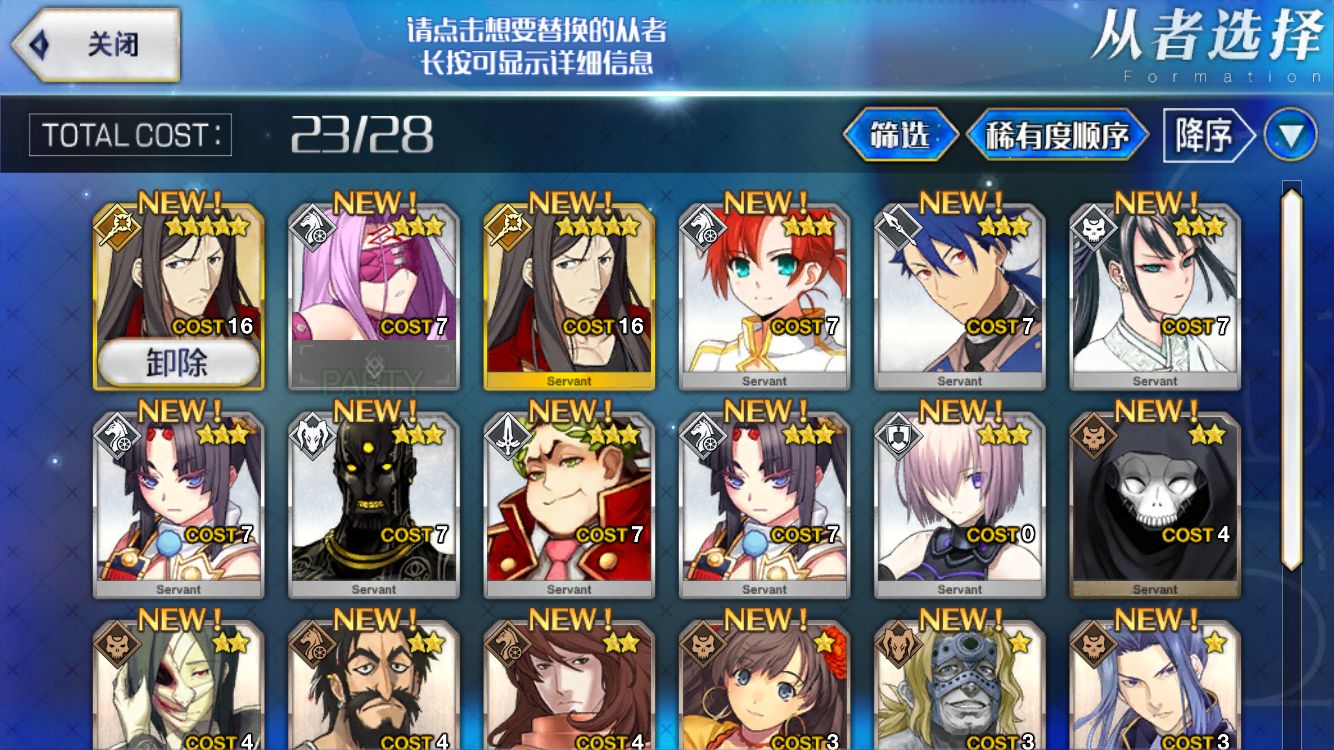 关闭
请点击想要替换的从者
长按可显示详细信息
从者选择
Formation
TOTAL COST:
23/28
筛选
稀有度顺序
降序
NEW! NEW! NEW! NEW! NEW! NEW!
COST 16 COST 7 COST 16 COST 7 COST 7 COST 7
卸除 PARTY Servant Servant Servant Servant
NEW! NEW! NEW! NEW! NEW! NEW!
COST 7 COST 7 COST 7 COST 7 COST 0 COST 4
Servant Servant Servant Servant Servant Servant
NEW! NEW! NEW! NEW! NEW! NEW!
COST 4 COST 4 COST 4 COST 3 COST 3 COST 3